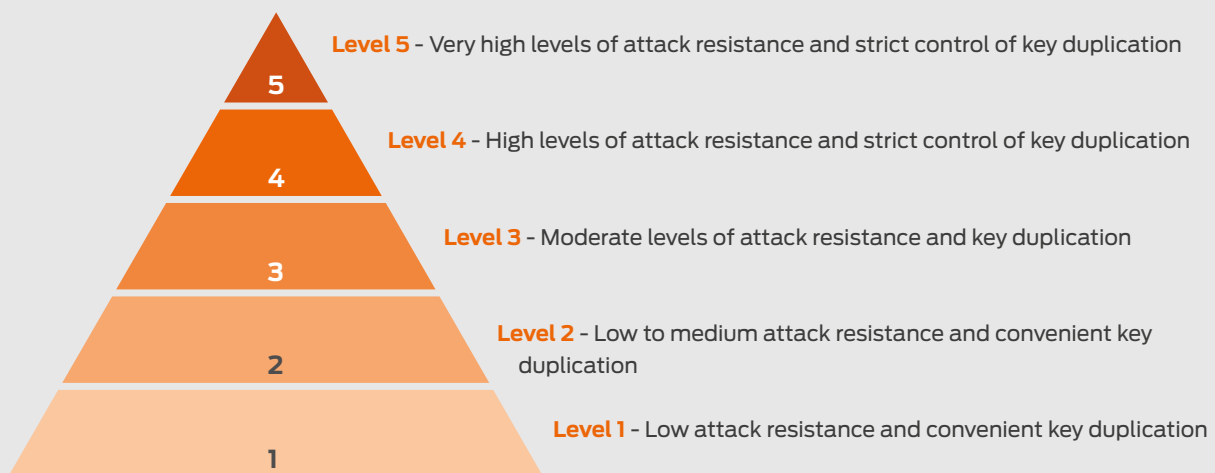 5
Level 5 - Very high levels of attack resistance and strict control of key duplication
4
Level 4 - High levels of attack resistance and strict control of key duplication
3
Level 3 - Moderate levels of attack resistance and key duplication
2
Level 2 - Low to medium attack resistance and convenient key
duplication
1
Level 1 - Low attack resistance and convenient key duplication